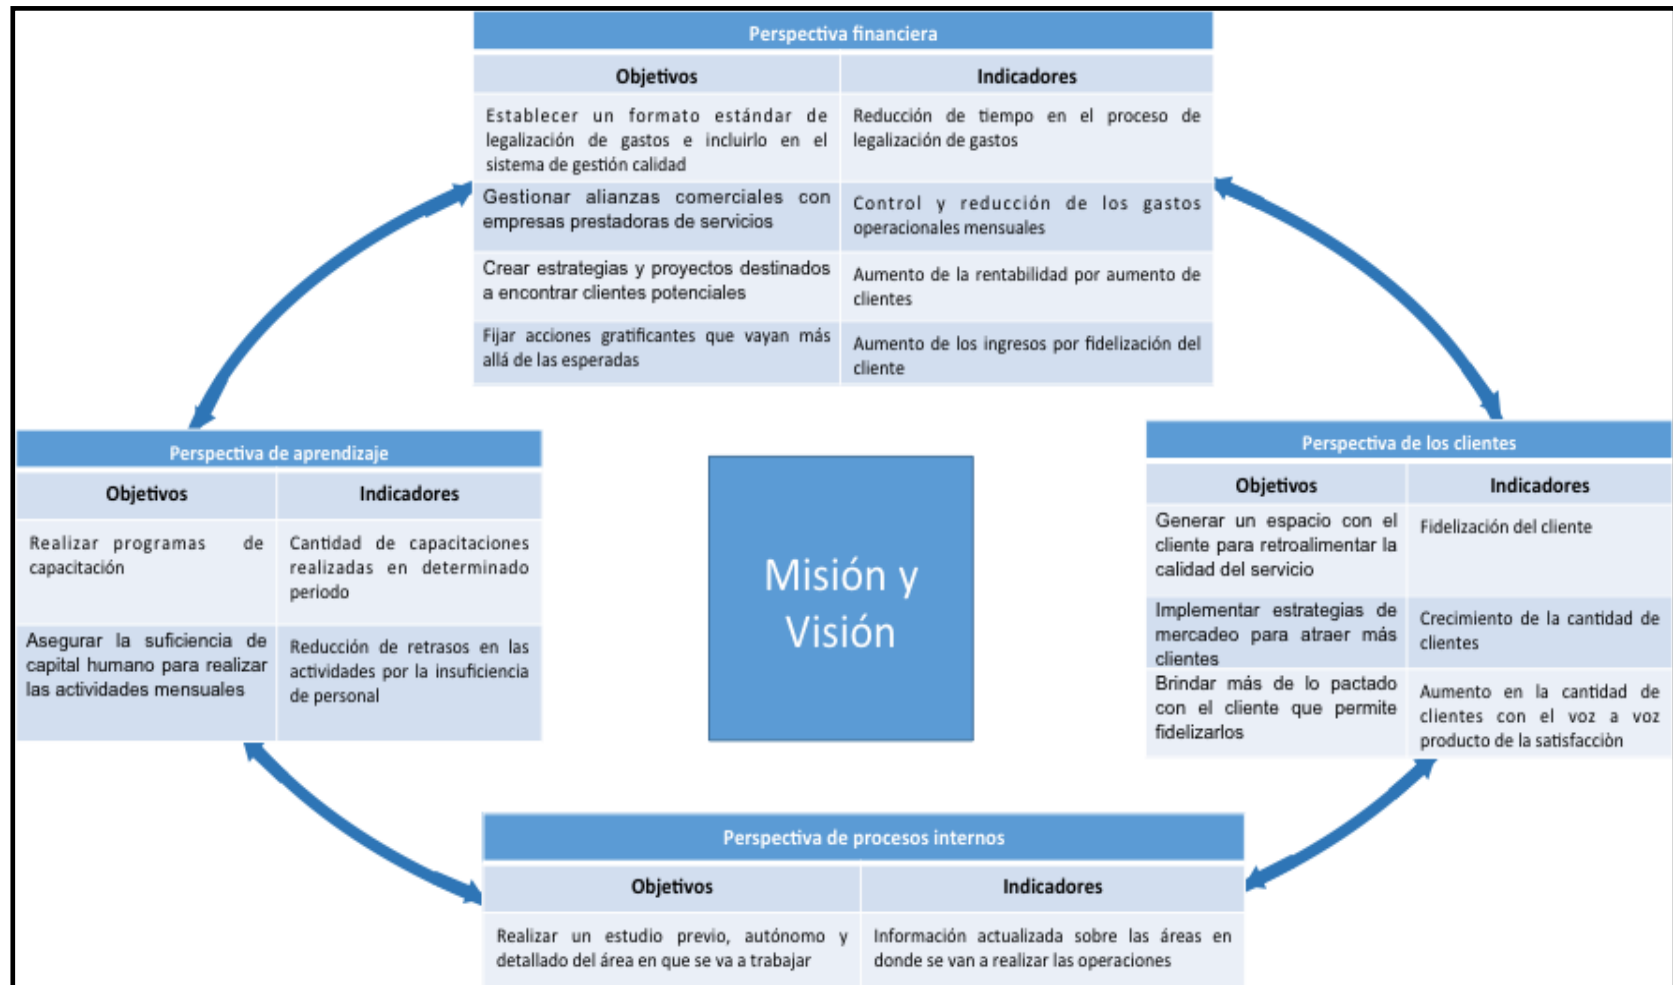 Perspectiva financiera
Objetivos
Indicadores
Establecer un formato estándar de
legalización de gastos e incluirlo en el
sistema de gestión calidad
Reducción de tiempo en el proceso de
legalización de gastos
Gestionar alianzas comerciales con
empresas prestadoras de servicios
Control y reducción de los gastos
operacionales mensuales
Crear estrategias y proyectos destinados
a encontrar clientes potenciales
Aumento de la rentabilidad por aumento de
clientes
Fijar acciones gratificantes que vayan más
allá de las esperadas
Aumento de los ingresos por fidelización del
cliente
Perspectiva de aprendizaje
Objetivos
Indicadores
Realizar programas de
capacitación
Cantidad de capacitaciones
realizadas en determinado
periodo
Asegurar la suficiencia de
capital humano para realizar
las actividades mensuales
Reducción de retrasos en las
actividades por la insuficiencia
de personal
Misión y
Visión
Perspectiva de los clientes
Objetivos
Indicadores
Generar un espacio con el
cliente para retroalimentar la
calidad del servicio
Fidelización del cliente
Implementar estrategias de
mercadeo para atraer más
clientes
Crecimiento de la cantidad de
clientes
Brindar más de lo pactado
con el cliente que permite
fidelizarlos
Aumento en la cantidad de
clientes con el voz a voz
producto de la satisfacciòn
Perspectiva de procesos internos
Objetivos
Indicadores
Realizar un estudio previo, autónomo y
detallado del área en que se va a trabajar
Información actualizada sobre las áreas en
donde se van a realizar las operaciones